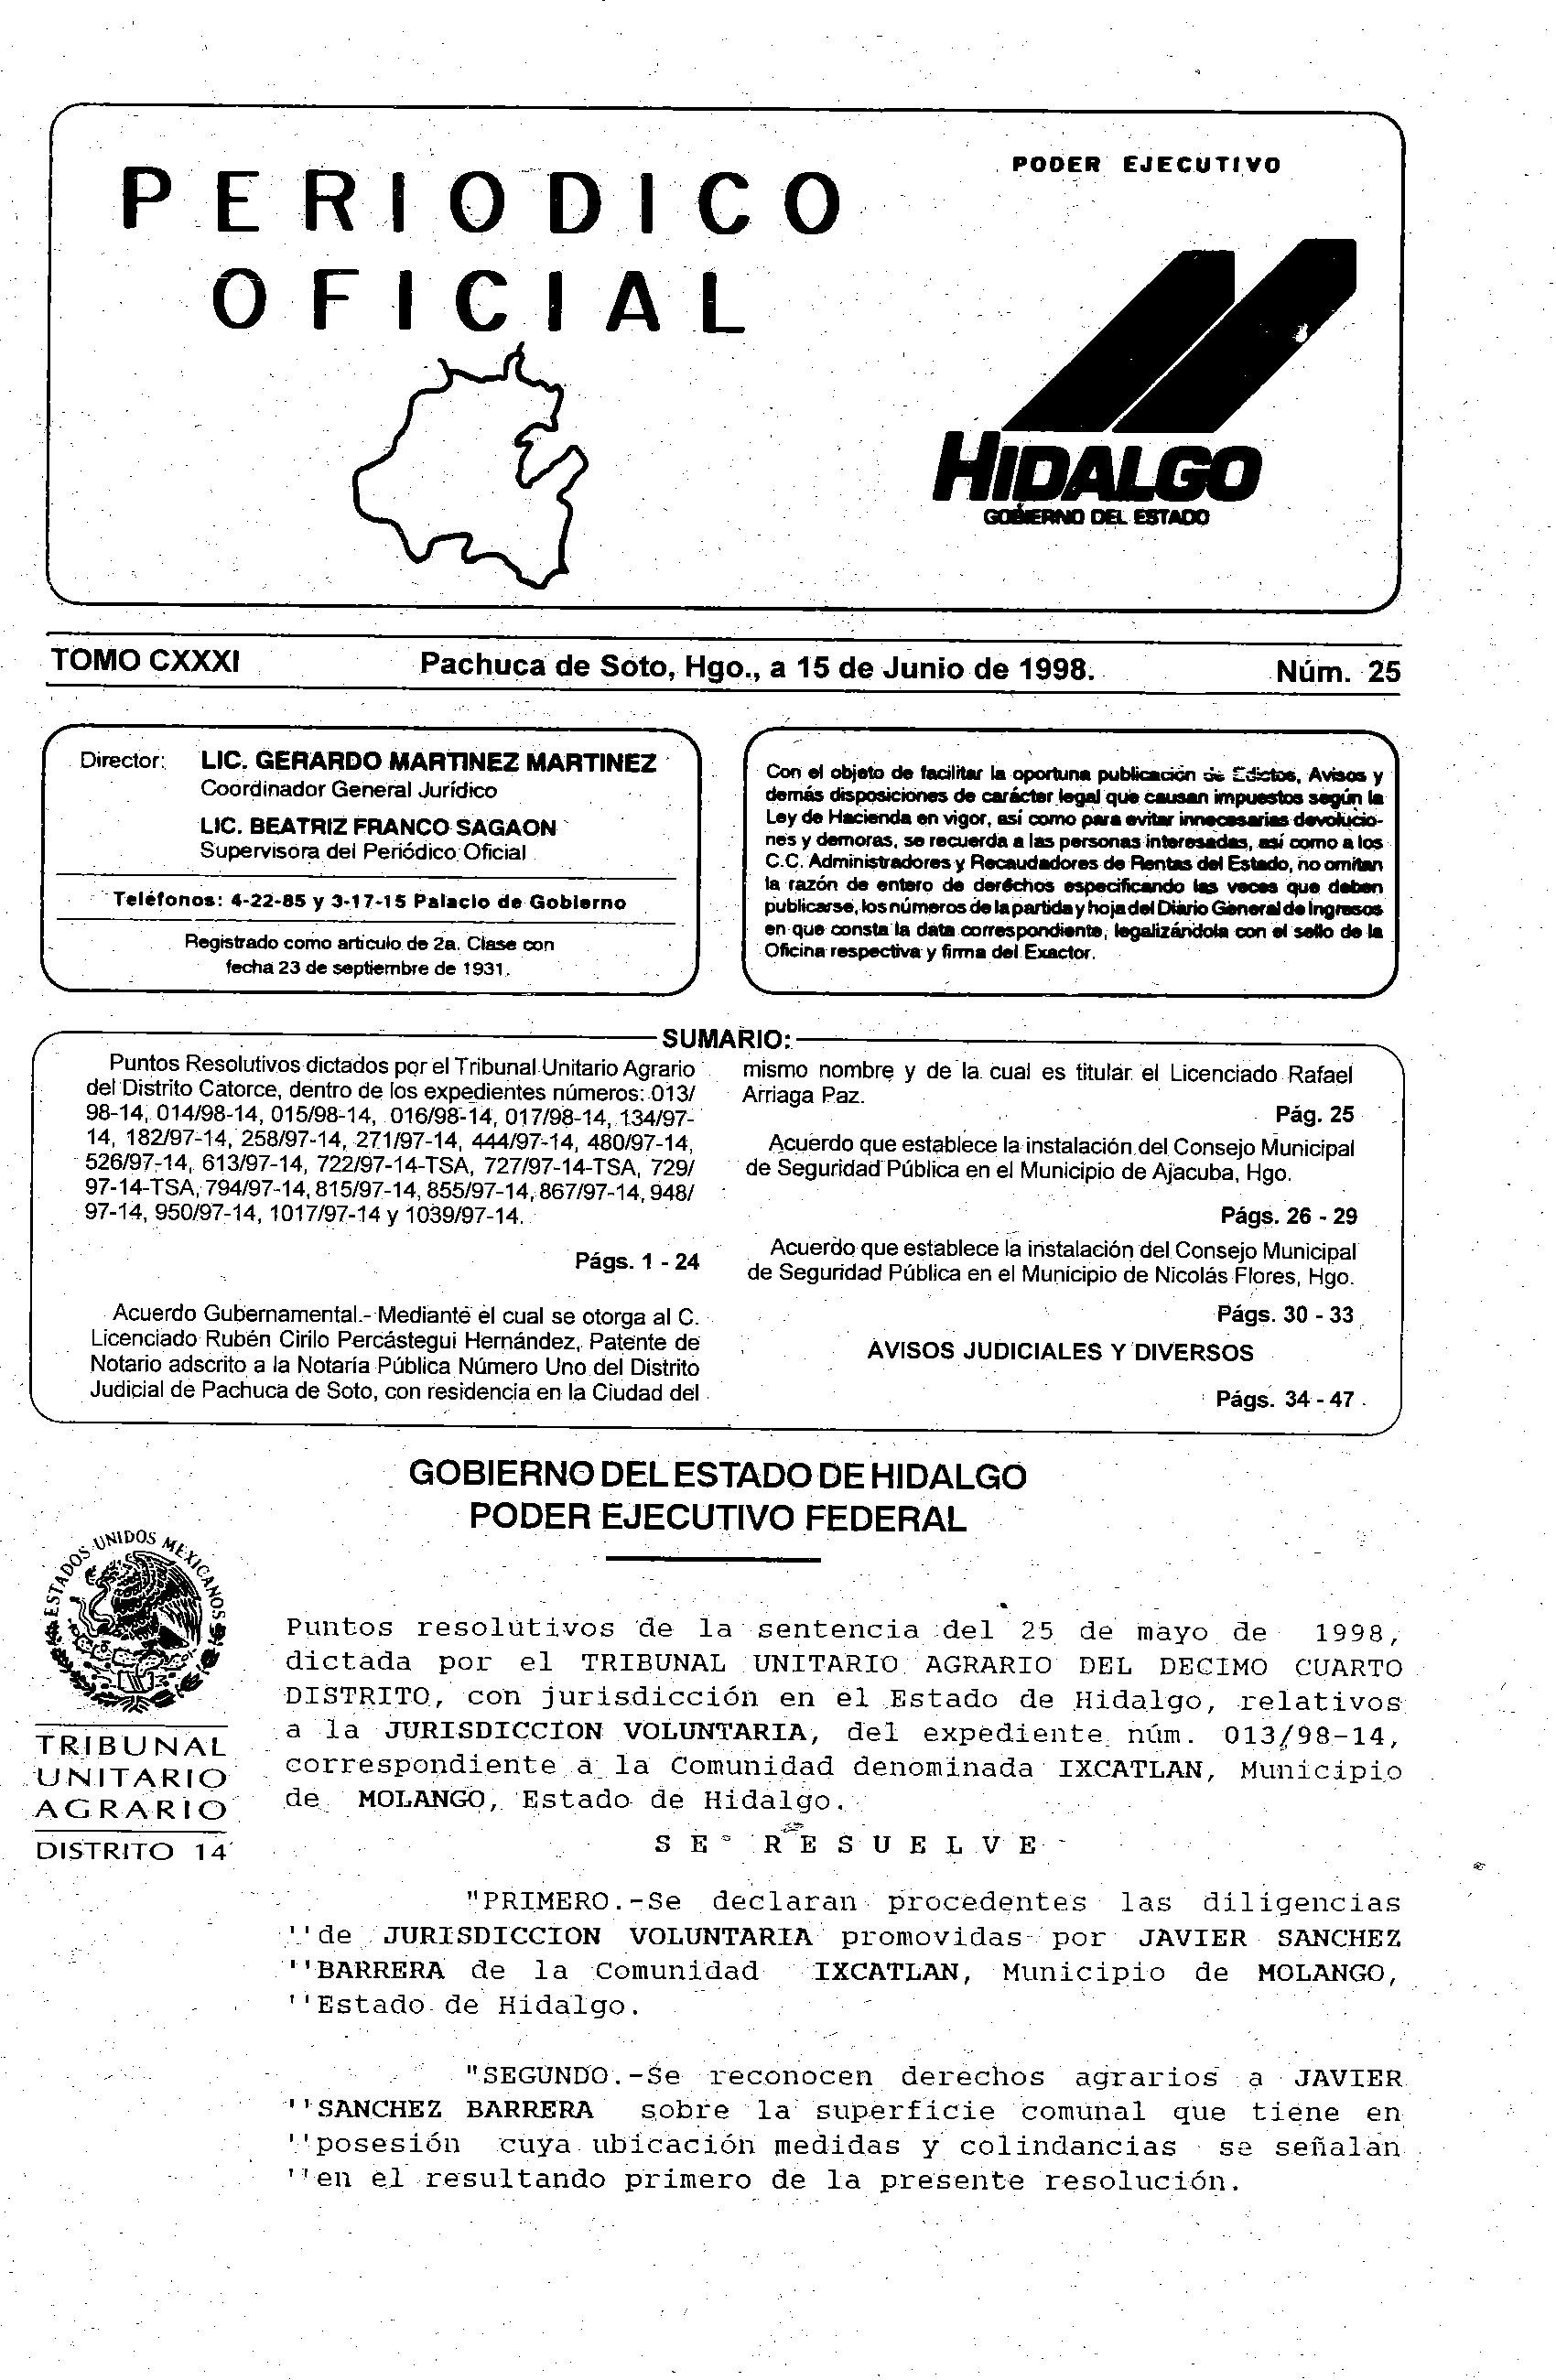 PERIODICO
OFICIAL
PODER EJECUTIVO
HIDALGO
GOBIERNO DEL ESTADO
TOMO CXXXI
Pachuca de Soto, Hgo., a 15 de Junio de 1998.
Núm. 25
Director: LIC. GERARDO MARTINEZ MARTINEZ
Coordinador General Jurídico
LIC. BEATRIZ FRANCO SAGAON
Supervisora del Periódico Oficial
Teléfonos: 4-22-85 y 3-17-15 Palacio de Gobierno
Registrado como artículo de 2a. Clase con
fecha 23 de septiembre de 1931.
Con el objeto de facilitar la oportuna publicación de Edictos, Avisos y
demás disposiciones de carácter legal que causan impuestos según la
Ley de Hacienda en vigor, así como para evitar innecesarias devolucio-
nes y demoras, se recuerda a las personas interesadas, así como a los
C.C. Administradores y Recaudadores de Rentas del Estado, no omitan
la razón de entero de derechos especificando las veces que deben
publicarse, los números de la partida y hoja del Diario General de Ingresos
en que consta la data correspondiente, legalizándola con el sello de la
Oficina respectiva y firma del Exactor.
SUMARIO:
Puntos Resolutivos dictados por el Tribunal Unitario Agrario
del Distrito Catorce, dentro de los expedientes números: 013/
98-14, 014/98-14, 015/98-14, 016/98-14, 017/98-14, 134/97-
14, 182/97-14, 258/97-14, 271/97-14, 444/97-14, 480/97-14,
526/97-14, 613/97-14, 722/97-14-TSA, 727/97-14-TSA, 729/
97-14-TSA, 794/97-14, 815/97-14, 855/97-14, 867/97-14, 948/
97-14, 950/97-14, 1017/97-14 y 1039/97-14.
Págs. 1 - 24
Acuerdo Gubernamental.- Mediante el cual se otorga al C.
Licenciado Rubén Cirilo Percástegui Hernández, Patente de
Notario adscrito a la Notaría Pública Número Uno del Distrito
Judicial de Pachuca de Soto, con residencia en la Ciudad del
mismo nombre y de la cual es titular el Licenciado Rafael
Arriaga Paz.
Pág. 25
Acuerdo que establece la instalación del Consejo Municipal
de Seguridad Pública en el Municipio de Ajacuba, Hgo.
Págs. 26 - 29
Acuerdo que establece la instalación del Consejo Municipal
de Seguridad Pública en el Municipio de Nicolás Flores, Hgo.
Págs. 30 - 33
AVISOS JUDICIALES Y DIVERSOS
Págs. 34 - 47
GOBIERNO DEL ESTADO DE HIDALGO
PODER EJECUTIVO FEDERAL
ESTADOS UNIDOS MEXICANOS
TRIBUNAL
UNITARIO
AGRARIO
DISTRITO 14
Puntos resolutivos de la sentencia del 25 de mayo de 1998,
dictada por el TRIBUNAL UNITARIO AGRARIO DEL DECIMO CUARTO
DISTRITO, con jurisdicción en el Estado de Hidalgo, relativos
a la JURISDICCION VOLUNTARIA, del expediente núm. 013/98-14,
correspondiente a la Comunidad denominada IXCATLAN, Municipio
de MOLANGO, Estado de Hidalgo.
S E R E S U E L V E
"PRIMERO.-Se declaran procedentes las diligencias
''de JURISDICCION VOLUNTARIA promovidas por JAVIER SANCHEZ
''BARRERA de la Comunidad IXCATLAN, Municipio de MOLANGO,
''Estado de Hidalgo.
"SEGUNDO.-Se reconocen derechos agrarios a JAVIER
''SANCHEZ BARRERA sobre la superficie comunal que tiene en
''posesión cuya ubicación medidas y colindancias se señalan
''en el resultando primero de la presente resolución.